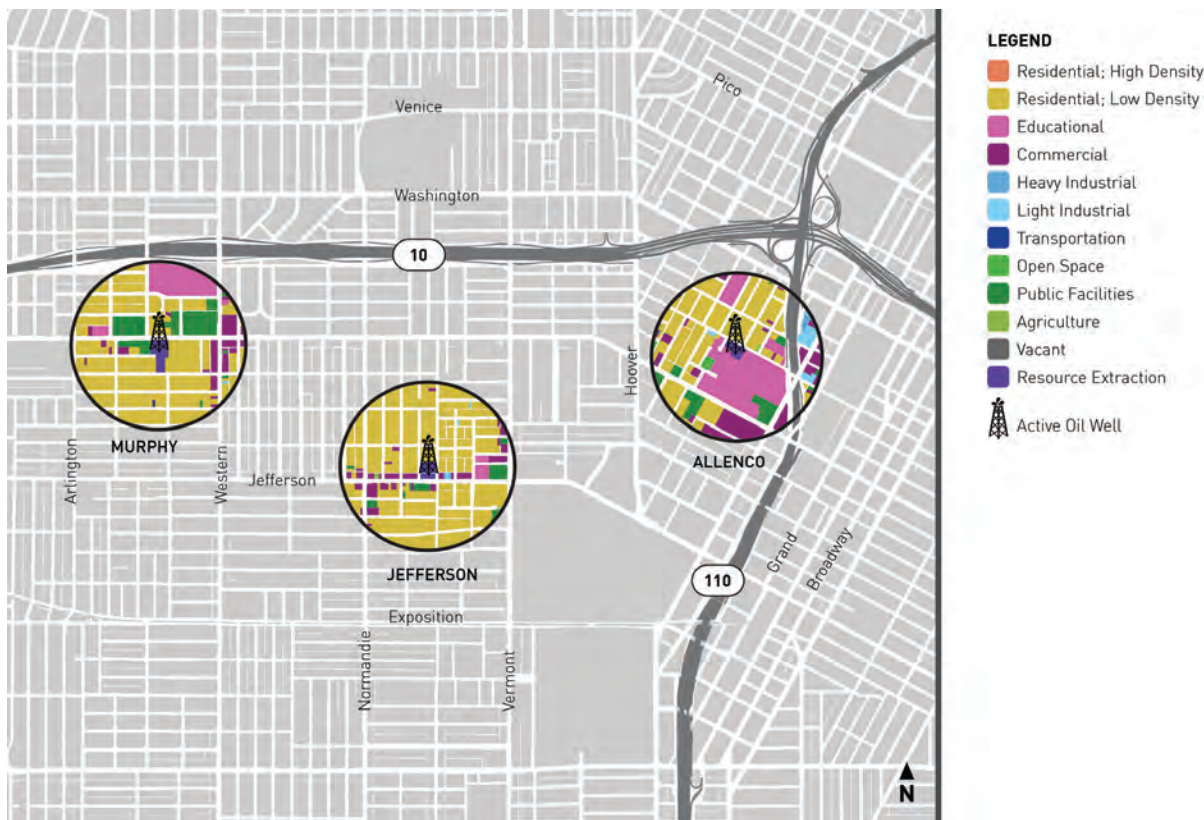 Pico
Venice
Washington
10
Hoover
MURPHY
ALLENCO
Arlington
Western
Jefferson
JEFFERSON
Grand
Broadway
110
Exposition
Normandie
Vermont
N
LEGEND
Residential; High Density
Residential; Low Density
Educational
Commercial
Heavy Industrial
Light Industrial
Transportation
Open Space
Public Facilities
Agriculture
Vacant
Resource Extraction
Active Oil Well